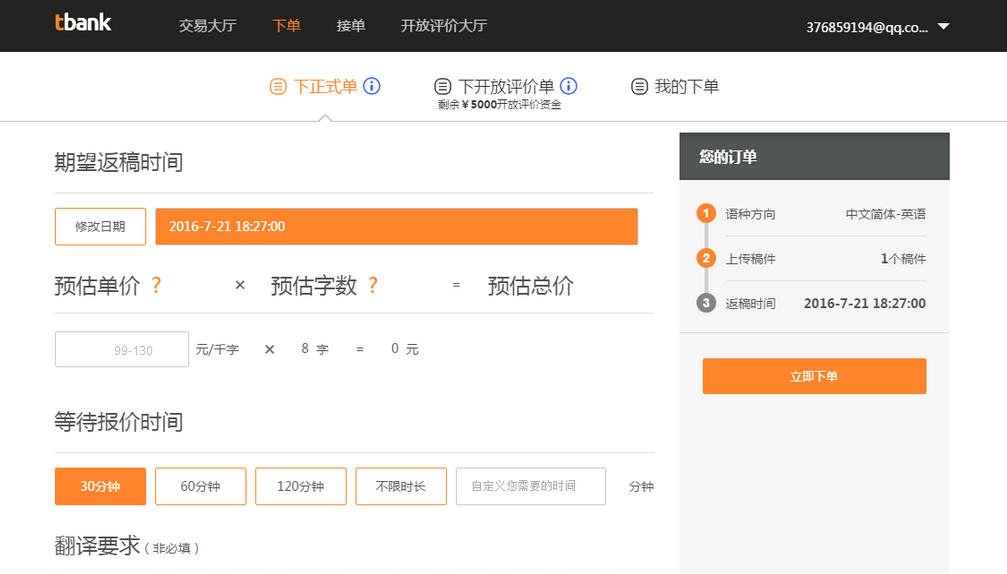 tbank 交易大厅 下单 接单 开放评价大厅 376859194@qq.co...
下正式单 下开放评价单 我的下单
剩余￥5000开放评价资金
期望返稿时间
修改日期 2016-7-21 18:27:00
预估单价 ? × 预估字数 ? = 预估总价
99-130 元/千字 × 8 字 = 0 元
等待报价时间
30分钟 60分钟 120分钟 不限时长 自定义您需要的时间 分钟
翻译要求（非必填）
您的订单
1 语种方向 中文简体-英语
2 上传稿件 1个稿件
3 返稿时间 2016-7-21 18:27:00
立即下单